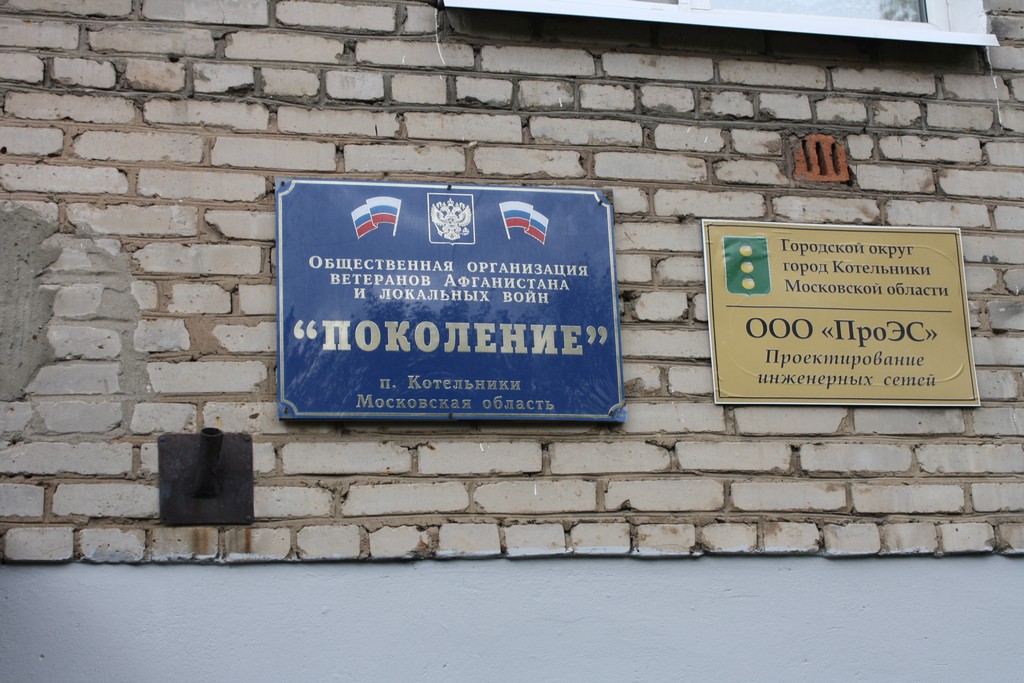 Общественная организация
ветеранов Афганистана
и локальных войн
“ПОКОЛЕНИЕ”
п. Котельники
Московская область
Городской округ
город Котельники
Московской области
ООО «ПроЭС»
Проектирование
инженерных сетей